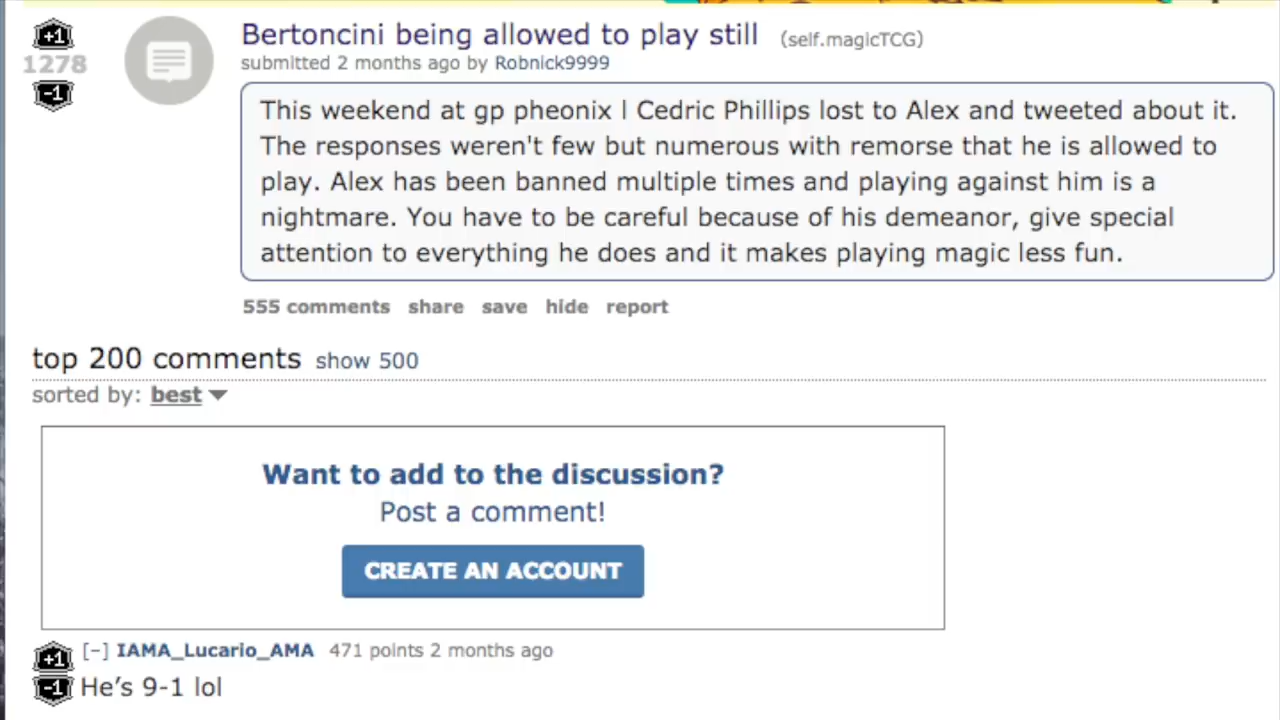 +1
1278
-1
Bertoncini being allowed to play still (self.magicTCG)
submitted 2 months ago by Robnick9999
This weekend at gp pheonix I Cedric Phillips lost to Alex and tweeted about it.
The responses weren't few but numerous with remorse that he is allowed to
play. Alex has been banned multiple times and playing against him is a
nightmare. You have to be careful because of his demeanor, give special
attention to everything he does and it makes playing magic less fun.
555 comments share save hide report
top 200 comments show 500
sorted by: best
Want to add to the discussion?
Post a comment!
CREATE AN ACCOUNT
+1
[–] IAMA_Lucario_AMA 471 points 2 months ago
-1
He’s 9-1 lol